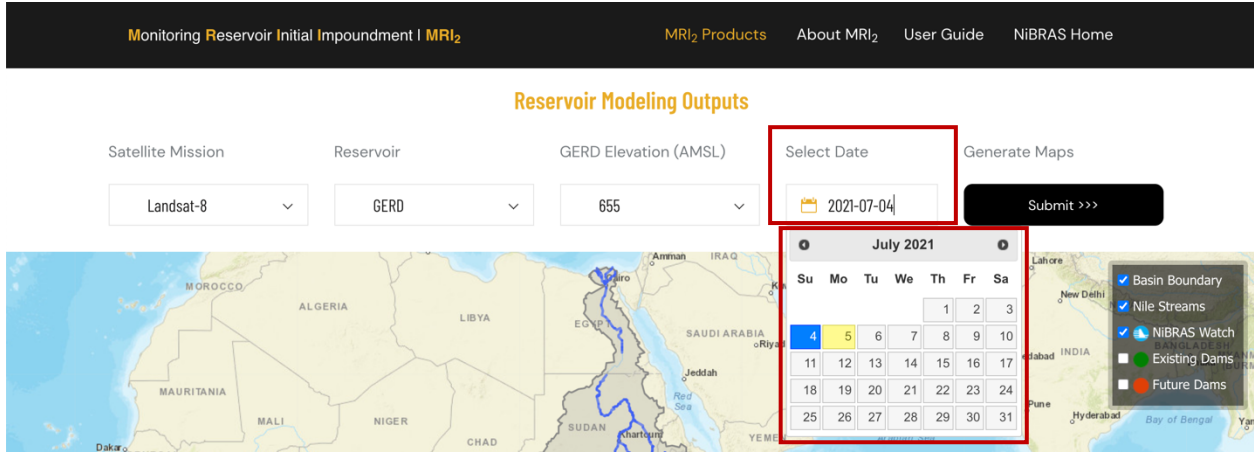 Monitoring Reservoir Initial Impoundment | MRI₂
MRI₂ Products
About MRI₂
User Guide
NiBRAS Home
Reservoir Modeling Outputs
Satellite Mission
Reservoir
GERD Elevation (AMSL)
Select Date
Generate Maps
Landsat-8
GERD
655
2021-07-04
Submit >>>
July 2021
Su Mo Tu We Th Fr Sa
1 2 3
4 5 6 7 8 9 10
11 12 13 14 15 16 17
18 19 20 21 22 23 24
25 26 27 28 29 30 31
Basin Boundary
Nile Streams
NiBRAS Watch
Existing Dams
Future Dams
Amman
IRAQ
Lahore
MOROCCO
New Delhi
ALGERIA
LIBYA
EGYPT
SAUDI ARABIA
INDIA
BANGLADESH
Jeddah
MAURITANIA
Red
Sea
MALI
NIGER
SUDAN
Khartoum
Hyderabad
Bay of Bengal
CHAD
Dakar